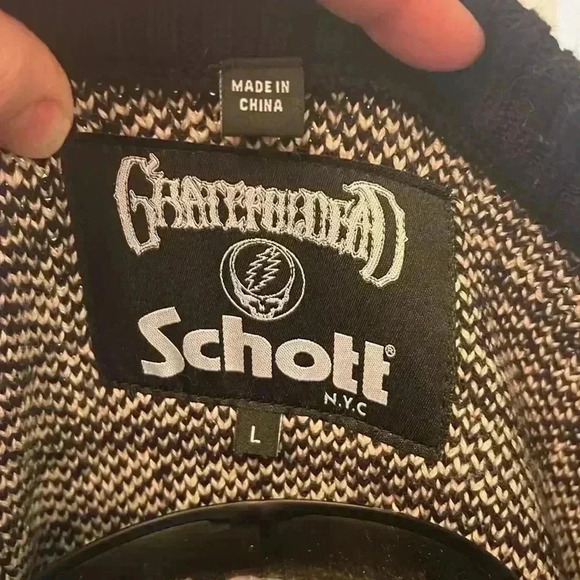 MADE IN
CHINA
GRATEFUL DEAD
Schott®
N.Y.C
L